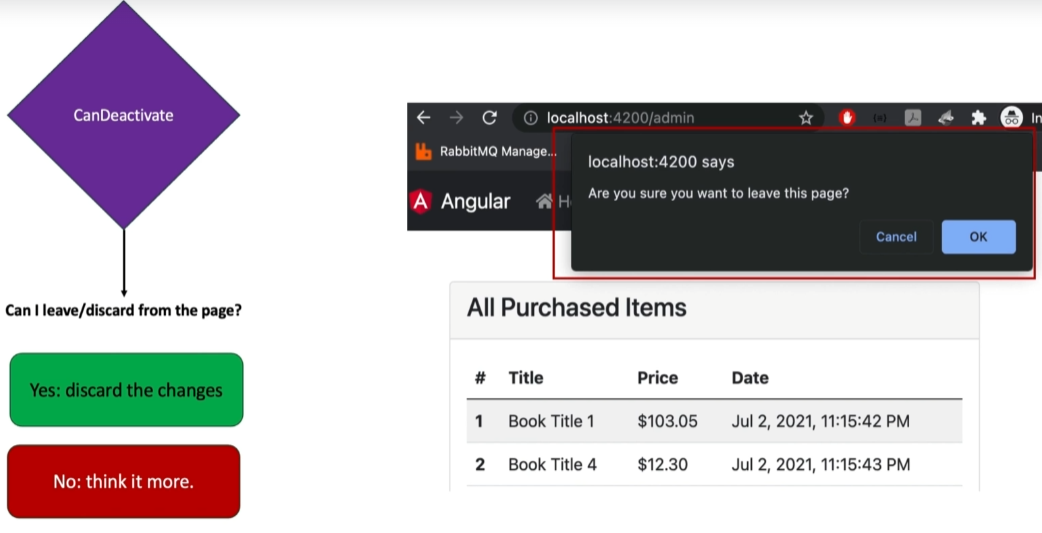 CanDeactivate
Can I leave/discard from the page?
Yes: discard the changes
No: think it more.
localhost:4200/admin
RabbitMQ Manage...
Angular
localhost:4200 says
Are you sure you want to leave this page?
Cancel
OK
All Purchased Items
# Title Price Date
1 Book Title 1 $103.05 Jul 2, 2021, 11:15:42 PM
2 Book Title 4 $12.30 Jul 2, 2021, 11:15:43 PM